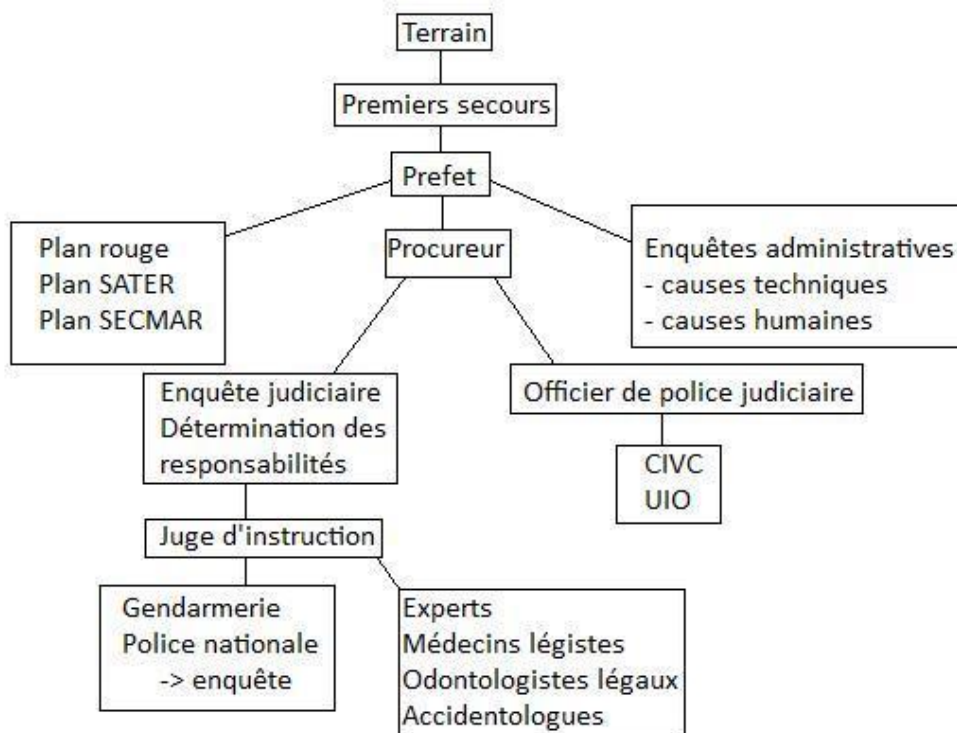 Terrain
Premiers secours
Prefet
Plan rouge
Plan SATER
Plan SECMAR
Procureur
Enquêtes administratives
- causes techniques
- causes humaines
Enquête judiciaire
Détermination des
responsabilités
Officier de police judiciaire
CIVC
UIO
Juge d'instruction
Gendarmerie
Police nationale
-> enquête
Experts
Médecins légistes
Odontologistes légaux
Accidentologues